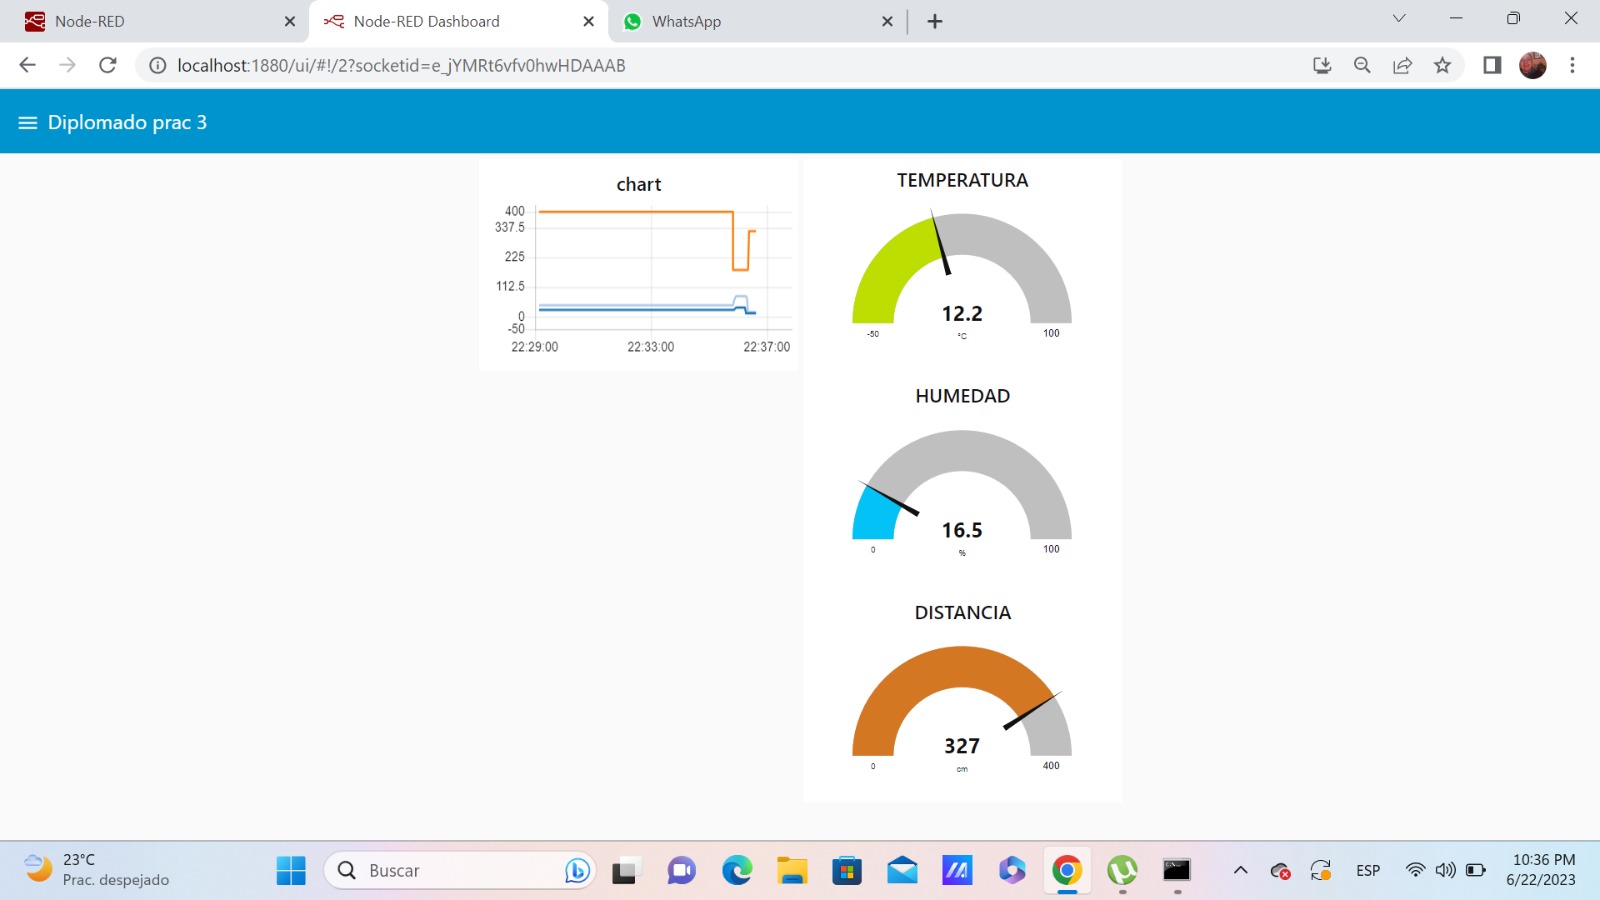 Node-RED
Node-RED Dashboard
WhatsApp
localhost:1880/ui/#!/2?socketid=e_jYMRt6vfv0hwHDAAAB
Diplomado prac 3
chart
400
337.5
225
112.5
0
-50
22:29:00 22:33:00 22:37:00
TEMPERATURA
12.2
-50 °C 100
HUMEDAD
16.5
0 % 100
DISTANCIA
327
0 cm 400
23°C
Prac. despejado
Buscar
ESP
10:36 PM
6/22/2023